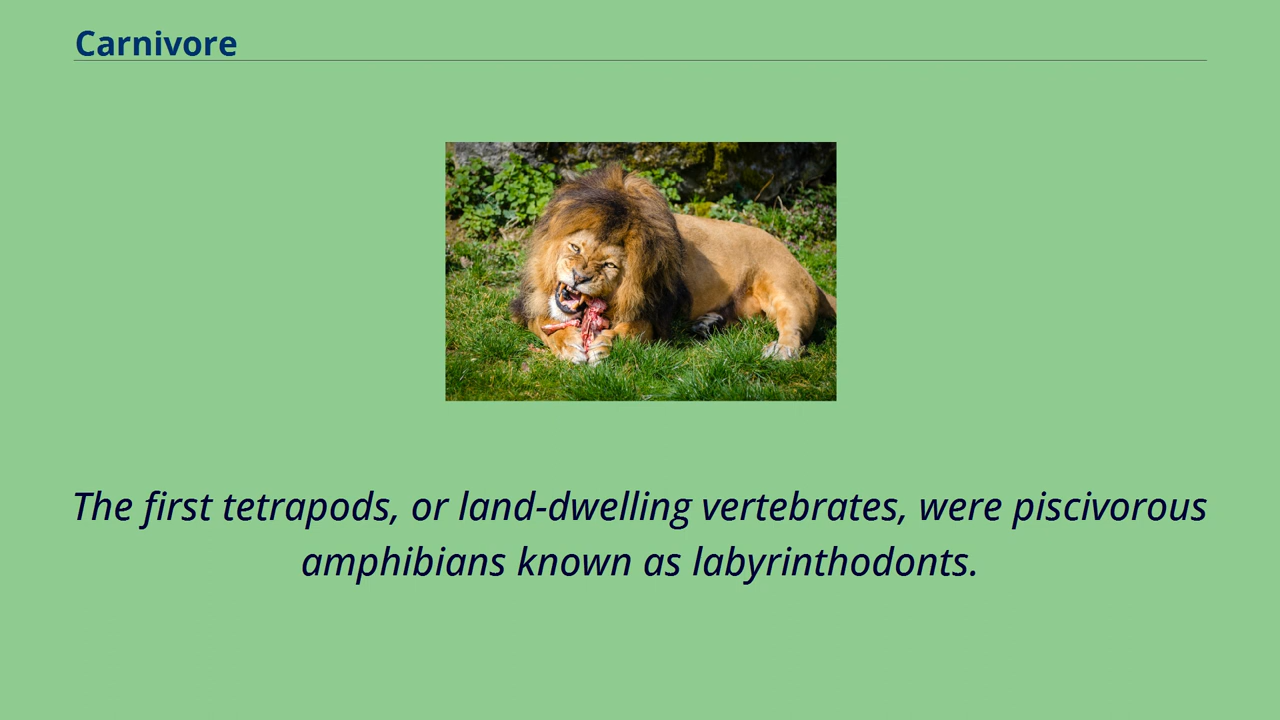 Carnivore
The first tetrapods, or land-dwelling vertebrates, were piscivorous
amphibians known as labyrinthodonts.